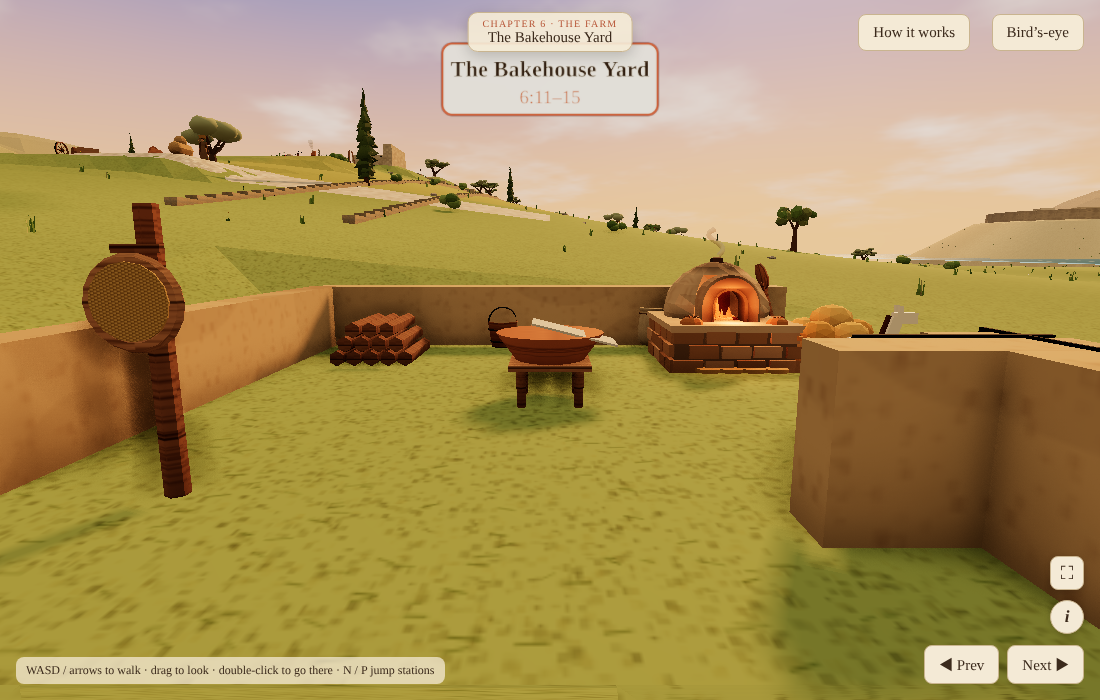 CHAPTER 6 · THE FARM
The Bakehouse Yard
The Bakehouse Yard
6:11–15
How it works
Bird’s-eye
i
WASD / arrows to walk · drag to look · double-click to go there · N / P jump stations
◀ Prev
Next ▶